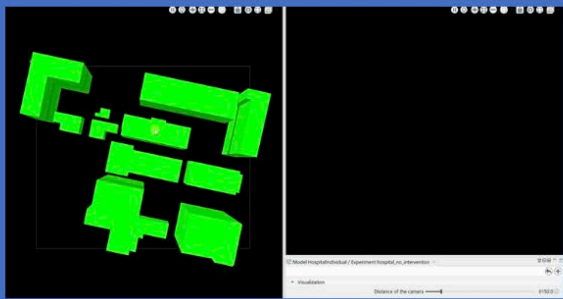 Model HospitalIndividual / Experiment hospital_no_intervention
Visualization
Distance of the camera